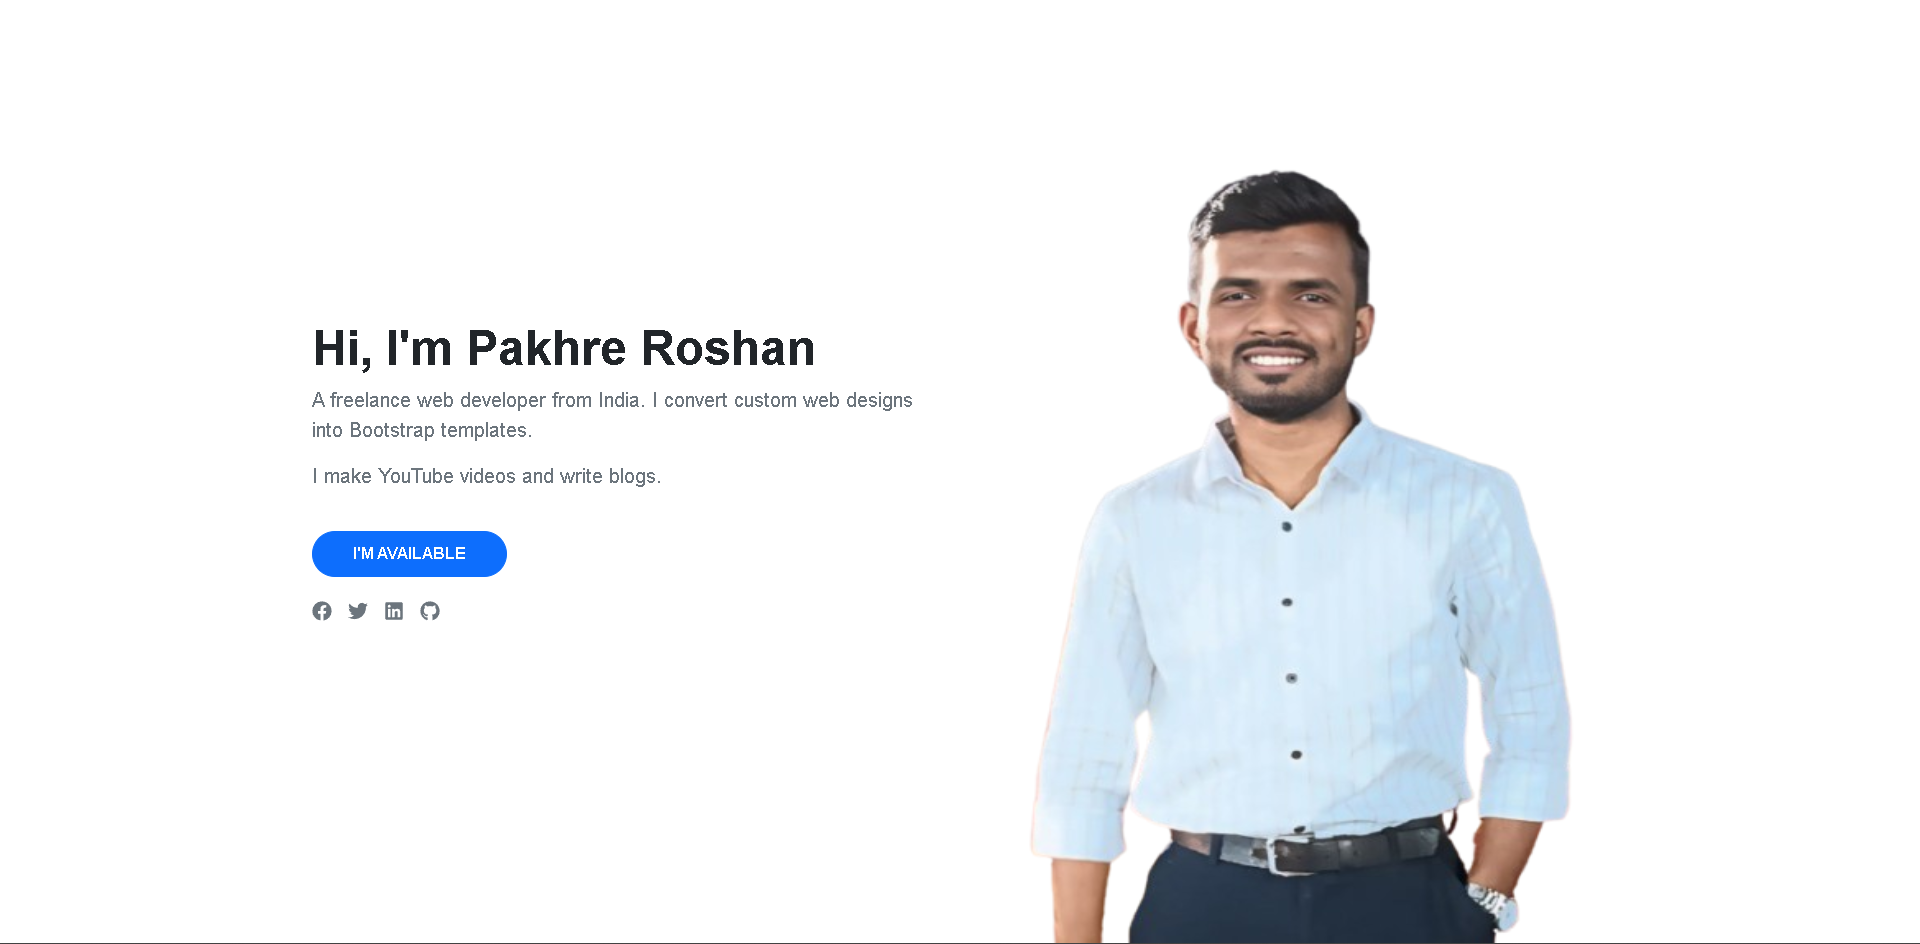 Hi, I'm Pakhre Roshan
A freelance web developer from India. I convert custom web designs
into Bootstrap templates.
I make YouTube videos and write blogs.
I'M AVAILABLE